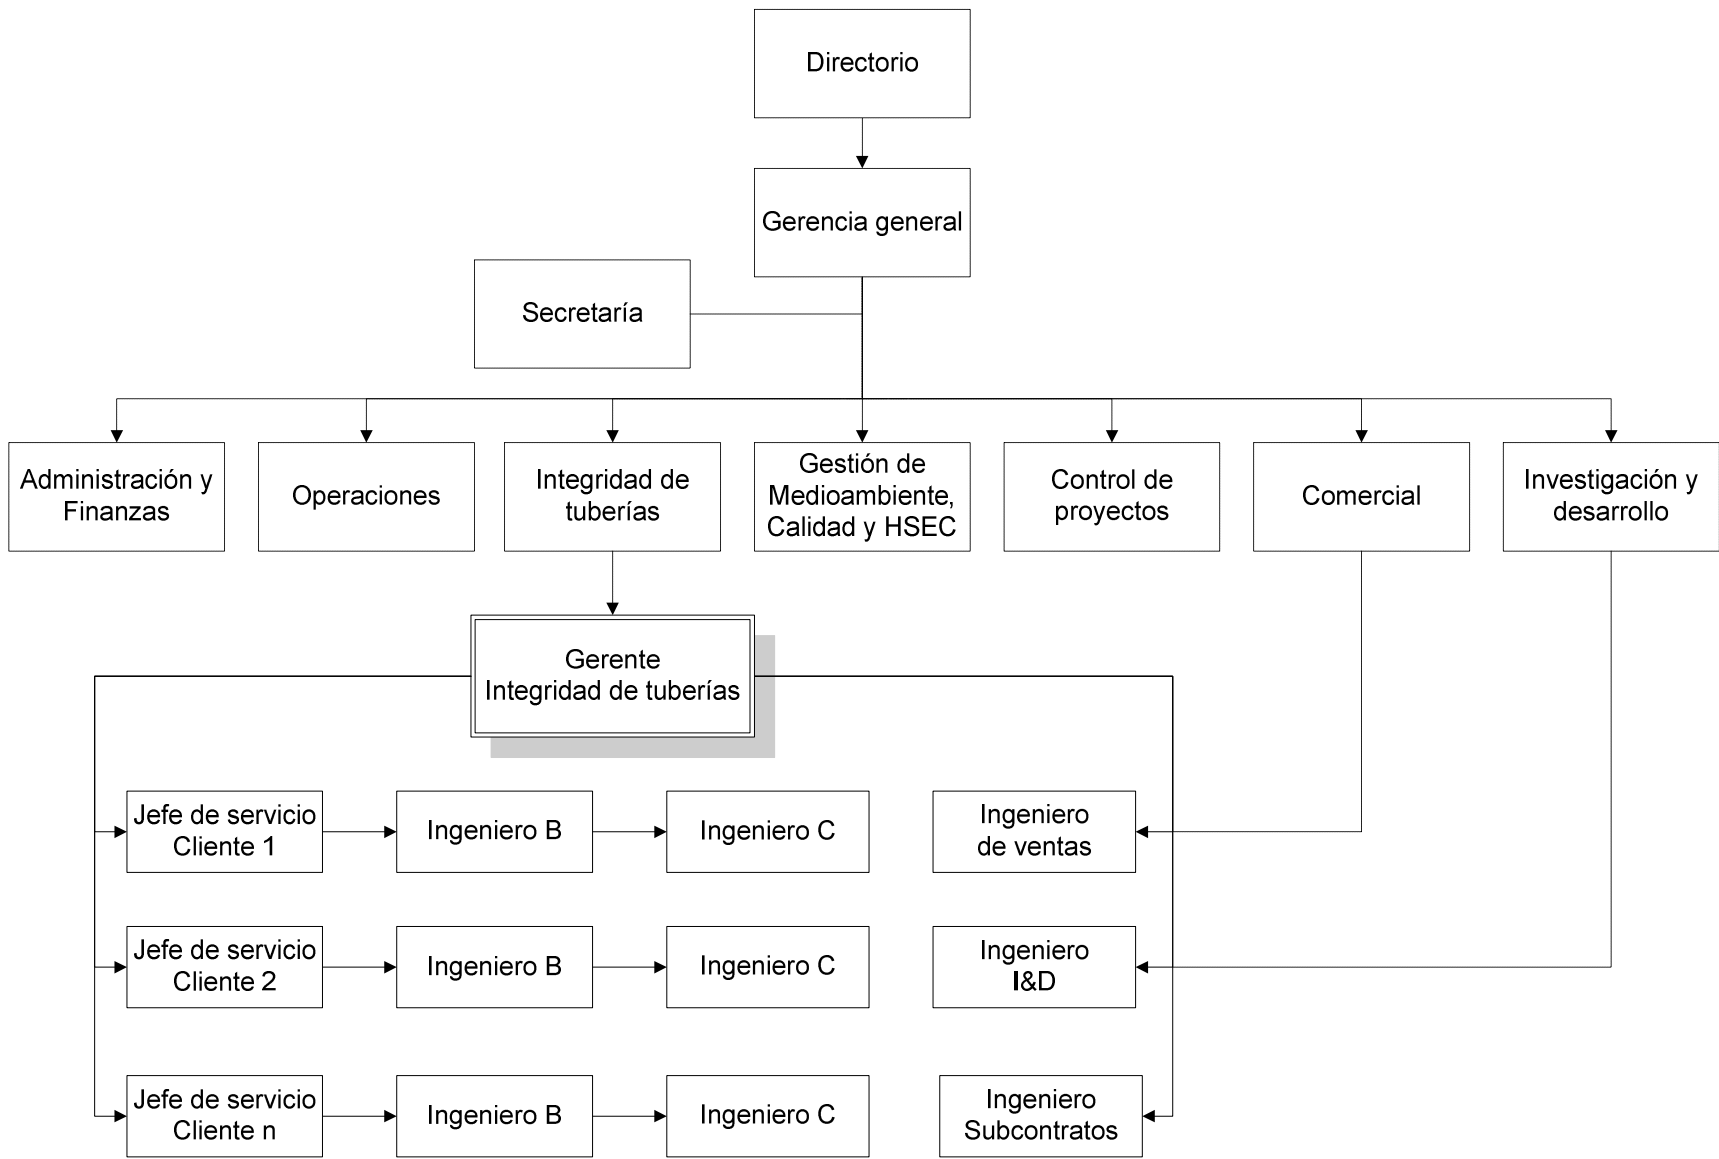 Directorio
Gerencia general
Secretaría
Administración y
Finanzas
Operaciones
Integridad de
tuberías
Gestión de
Medioambiente,
Calidad y HSEC
Control de
proyectos
Comercial
Investigación y
desarrollo
Gerente
Integridad de tuberías
Jefe de servicio
Cliente 1
Ingeniero B
Ingeniero C
Ingeniero
de ventas
Jefe de servicio
Cliente 2
Ingeniero B
Ingeniero C
Ingeniero
I&D
Jefe de servicio
Cliente n
Ingeniero B
Ingeniero C
Ingeniero
Subcontratos